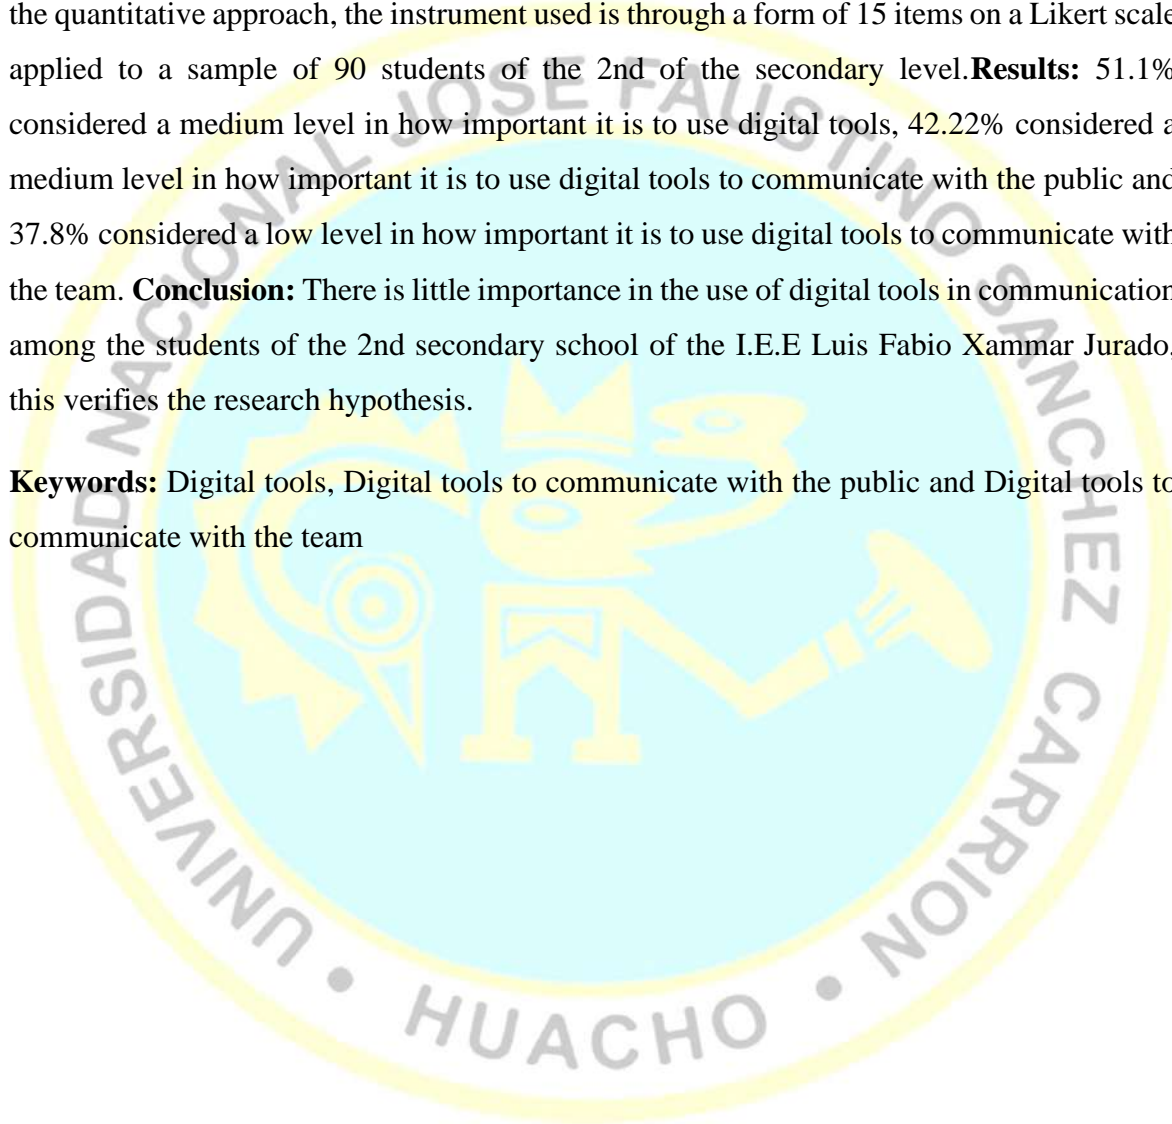 the quantitative approach, the instrument used is through a form of 15 items on a Likert scale
applied to a sample of 90 students of the 2nd of the secondary level.Results: 51.1%
considered a medium level in how important it is to use digital tools, 42.22% considered a
medium level in how important it is to use digital tools to communicate with the public and
37.8% considered a low level in how important it is to use digital tools to communicate with
the team. Conclusion: There is little importance in the use of digital tools in communication
among the students of the 2nd secondary school of the I.E.E Luis Fabio Xammar Jurado,
this verifies the research hypothesis.
Keywords: Digital tools, Digital tools to communicate with the public and Digital tools to
communicate with the team
UNIVERSIDAD NACIONAL JOSE FAUSTINO SANCHEZ CARRION
• HUACHO •